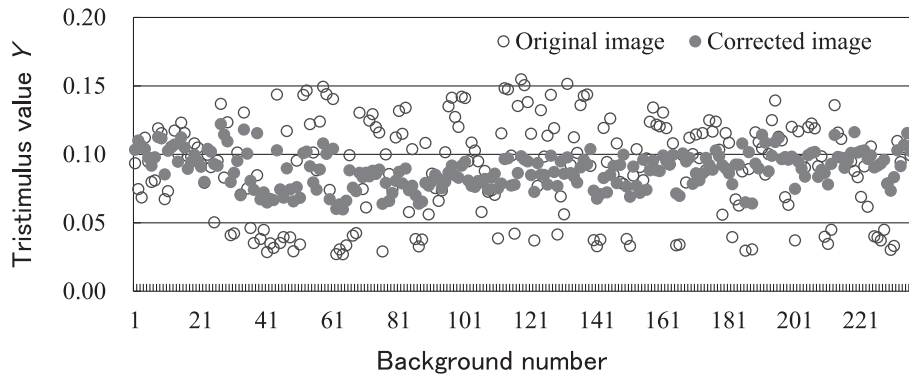 Tristimulus value Y
0.20
0.15
0.10
0.05
0.00
Original image
Corrected image
1 21 41 61 81 101 121 141 161 181 201 221
Background number